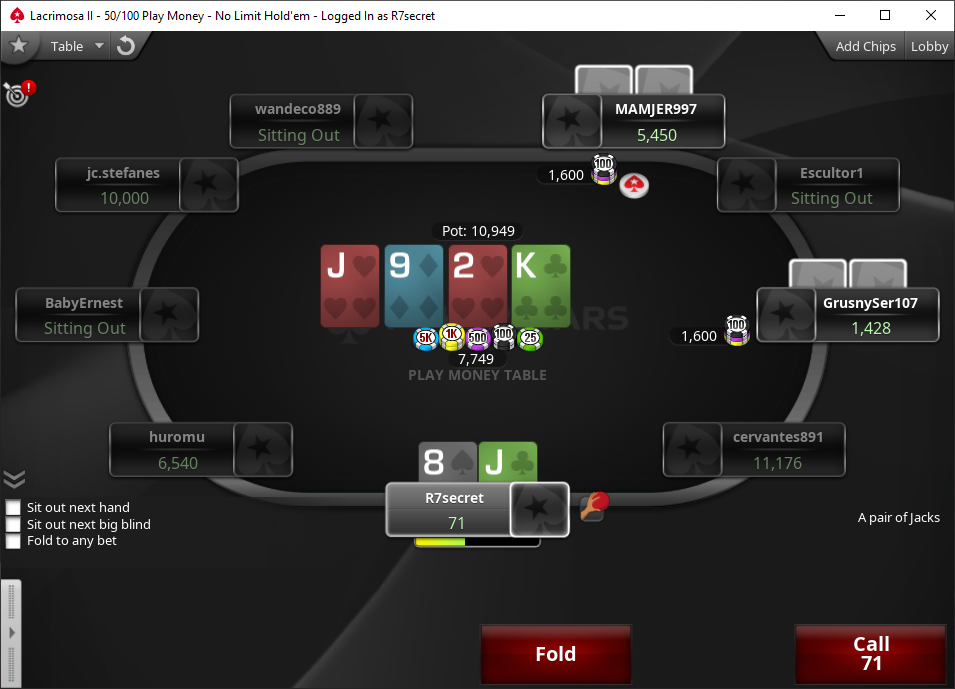 Lacrimosa II - 50/100 Play Money - No Limit Hold'em - Logged In as R7secret
Table
Add Chips
Lobby
!
wandeco889
Sitting Out
MAMJER997
5,450
jc.stefanes
10,000
1,600
100
Escultor1
Sitting Out
Pot: 10,949
J
9
2
K
BabyErnest
Sitting Out
GrusnySer107
1,428
ARS
5K
1K
500
100
25
1,600
100
7,749
PLAY MONEY TABLE
huromu
6,540
cervantes891
11,176
8
J
R7secret
71
Sit out next hand
Sit out next big blind
Fold to any bet
A pair of Jacks
Fold
Call
71